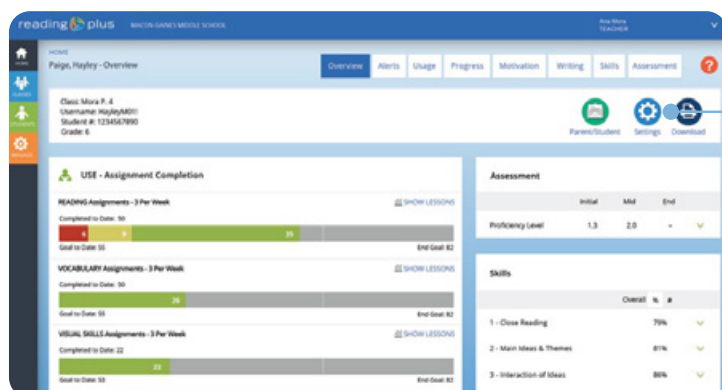 reading plus
MACON-GAINES MIDDLE SCHOOL
Ana Mora
TEACHER
HOME
HOME
Paige, Hayley - Overview
Overview Alerts Usage Progress Motivation Writing Skills Assessment ?
CLASSES
STUDENTS
MANAGE
Class: Mora P. 4
Username: HayleyM011!
Student #: 1234567890
Grade: 6
Parent/Student Settings Download
USE - Assignment Completion
READING Assignments - 3 Per Week SHOW LESSONS
Completed to Date: 50
6 9 35
Goal to Date: 55 End Goal: 82
VOCABULARY Assignments - 3 Per Week SHOW LESSONS
Completed to Date: 50
26
Goal to Date: 55 End Goal: 82
VISUAL SKILLS Assignments - 3 Per Week SHOW LESSONS
Completed to Date: 22
22
Goal to Date: 53 End Goal: 82
Assessment
Initial Mid End
Proficiency Level 1.3 2.0 -
Skills
Overall % #
1 - Close Reading 79%
2 - Main Ideas & Themes 81%
3 - Interaction of Ideas 86%